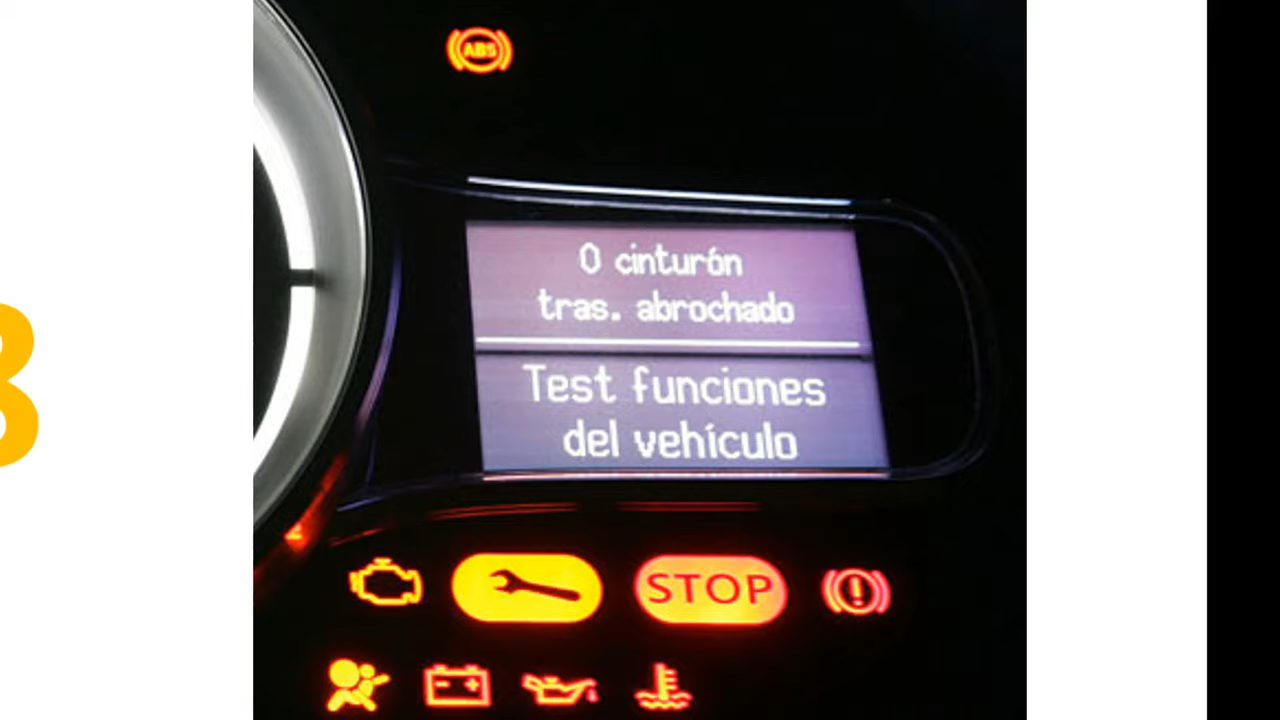 ABS
0 cinturón
tras. abrochado
Test funciones
del vehículo
STOP